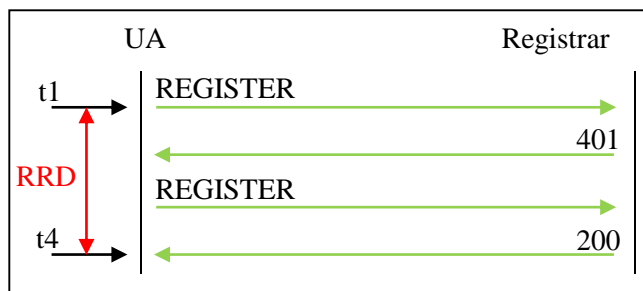 UA Registrar
t1 REGISTER
401
RRD
REGISTER
t4 200